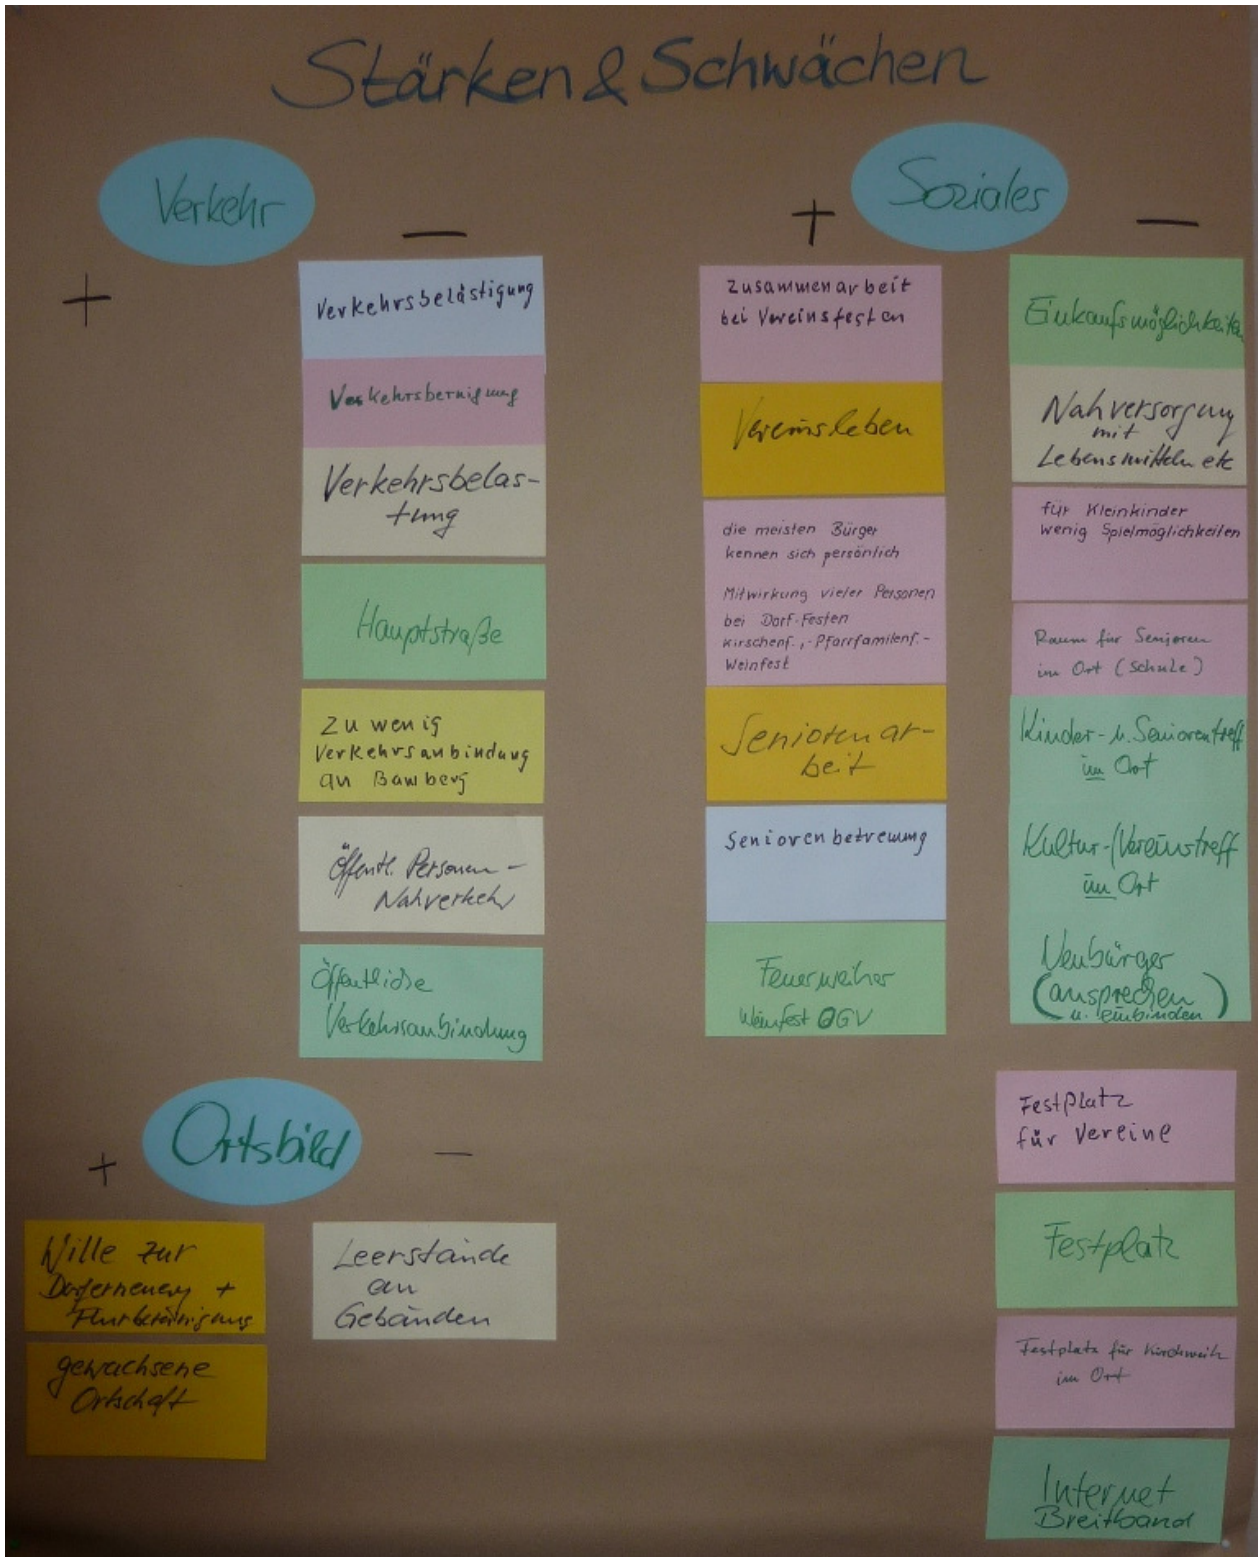 Stärken & Schwächen
Verkehr
+
–
Verkehrsbelästigung
Verkehrsberuigung
Verkehrsbelas-
tung
Hauptstraße
Zu wenig
Verkehrsanbindung
an Bamberg
Öffentl. Personen-
Nahverkehr
Öffentliche
Verkehrsanbindung
Soziales
+
–
Zusammenarbeit
bei Vereinsfesten
Vereinsleben
die meisten Bürger
kennen sich persönlich
Mitwirkung vieler Personen
bei Dorf-Festen
Kirschenf.,-Pfarrfamilienf.-
Weinfest
Seniorenar-
beit
Seniorenbetreuung
Feuerweiher
Weinfest OGV
Einkaufsmöglichkeiten
Nahversorgung
mit
Lebensmitteln etc
für Kleinkinder
wenig Spielmöglichkeiten
Raum für Senioren
im Ort (Schule)
Kinder- u. Seniorentreff
im Ort
Kultur-/Vereinstreff
im Ort
Neubürger
(ansprechen
u. einbinden)
Festplatz
für Vereine
Festplatz
Festplatz für Kirchweih
im Ort
Internet
Breitband
Ortsbild
+
–
Wille zur
Dorferneuerg +
Flurbereinigung
gewachsene
Ortschaft
Leerstände
an
Gebäuden